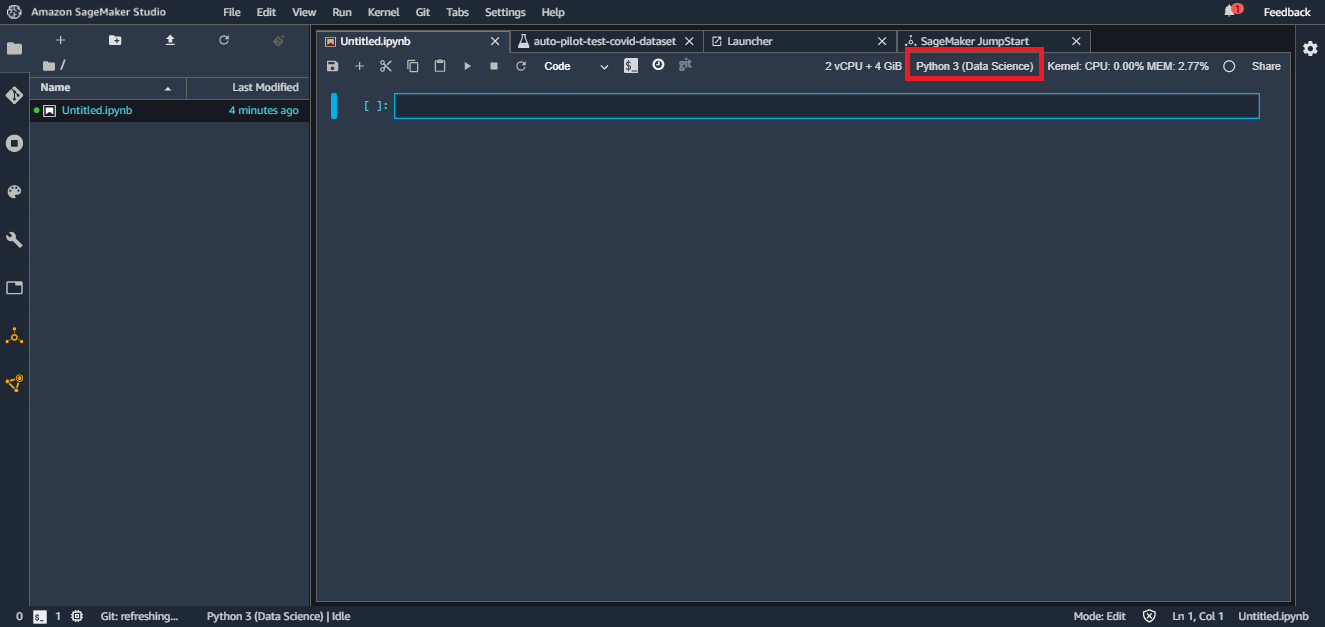 Amazon SageMaker Studio File Edit View Run Kernel Git Tabs Settings Help 1 Feedback
Untitled.ipynb auto-pilot-test-covid-dataset Launcher SageMaker JumpStart
/ Code $_ git 2 vCPU + 4 GiB Python 3 (Data Science) Kernel: CPU: 0.00% MEM: 2.77% Share
Name Last Modified
Untitled.ipynb 4 minutes ago
[ ]:
0 $_ 1 Git: refreshing... Python 3 (Data Science) | Idle Mode: Edit Ln 1, Col 1 Untitled.ipynb